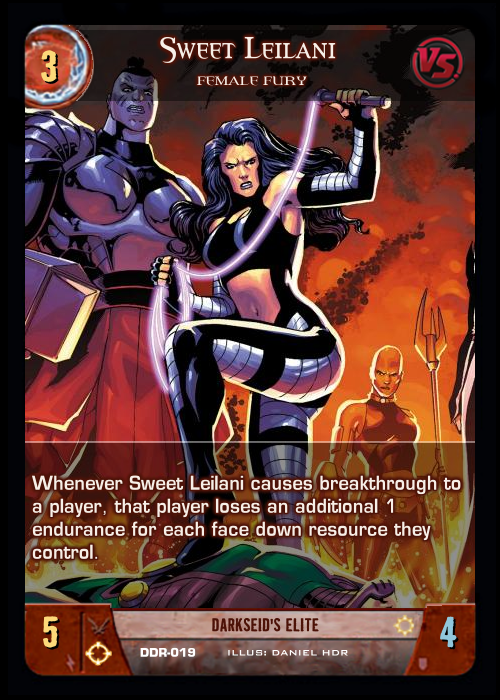 3
Sweet Leilani
VS
FEMALE FURY
Whenever Sweet Leilani causes breakthrough to
a player, that player loses an additional 1
endurance for each face down resource they
control.
5
DARKSEID'S ELITE
4
DDR-019 ILLUS: DANIEL HDR